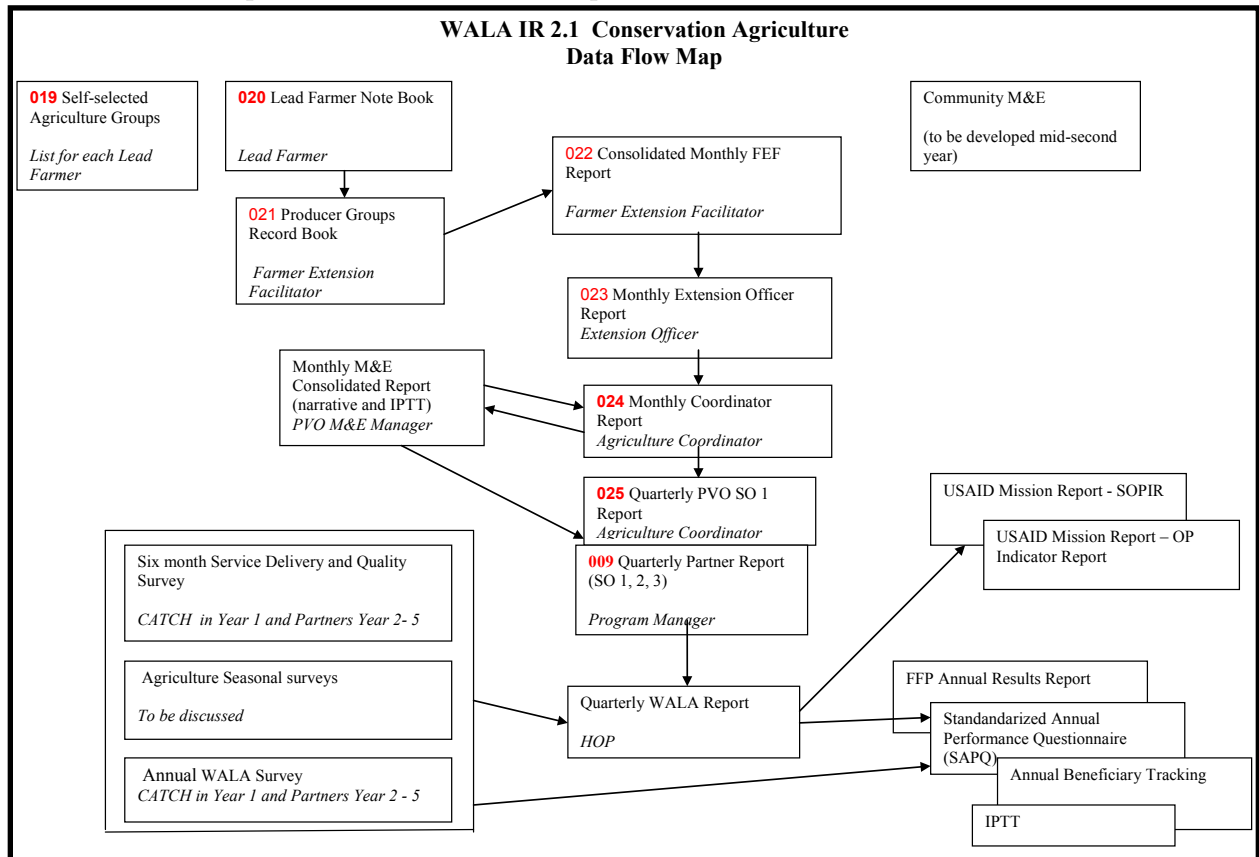 WALA IR 2.1 Conservation Agriculture
Data Flow Map
019 Self-selected
Agriculture Groups
List for each Lead
Farmer
020 Lead Farmer Note Book
Lead Farmer
Community M&E
(to be developed mid-second
year)
022 Consolidated Monthly FEF
Report
Farmer Extension Facilitator
021 Producer Groups
Record Book
Farmer Extension
Facilitator
023 Monthly Extension Officer
Report
Extension Officer
Monthly M&E
Consolidated Report
(narrative and IPTT)
PVO M&E Manager
024 Monthly Coordinator
Report
Agriculture Coordinator
025 Quarterly PVO SO 1
Report
Agriculture Coordinator
009 Quarterly Partner Report
(SO 1, 2, 3)
Program Manager
USAID Mission Report - SOPIR
USAID Mission Report – OP
Indicator Report
Six month Service Delivery and Quality
Survey
CATCH in Year 1 and Partners Year 2- 5
Agriculture Seasonal surveys
To be discussed
Annual WALA Survey
CATCH in Year 1 and Partners Year 2 - 5
Quarterly WALA Report
HOP
FFP Annual Results Report
Standandarized Annual
Performance Questionnaire
(SAPQ)
Annual Beneficiary Tracking
IPTT